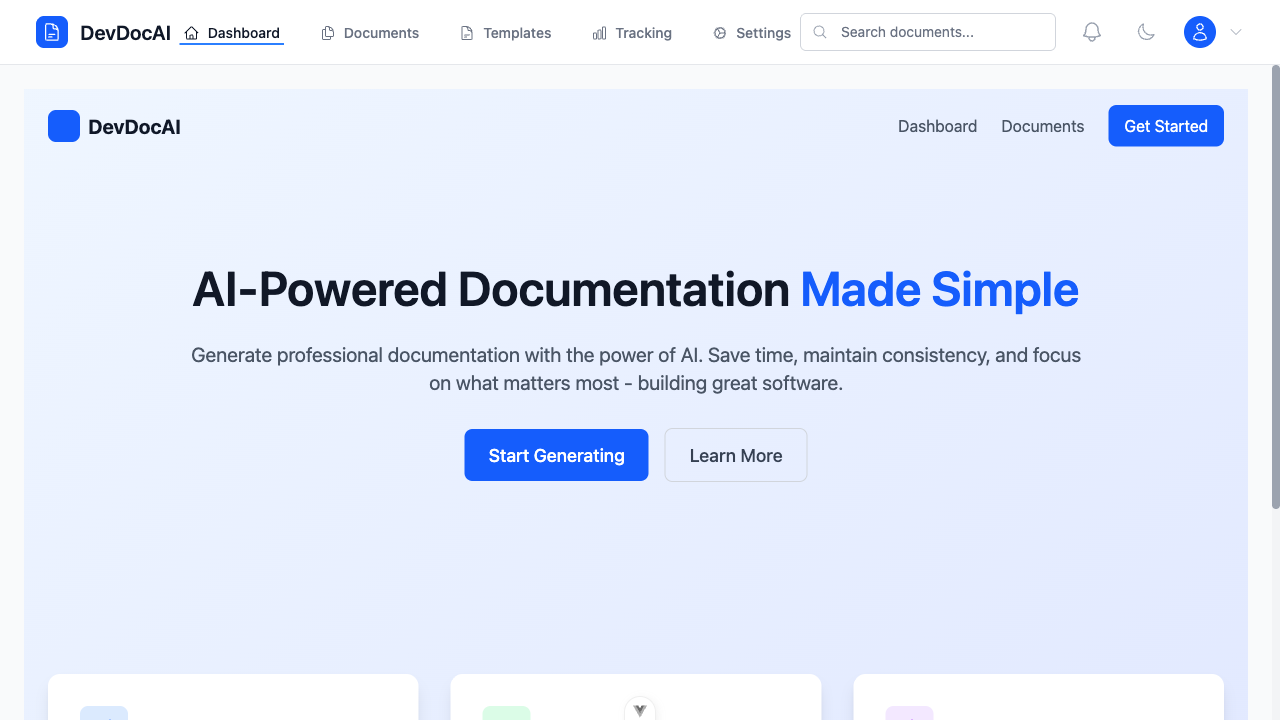 DevDocAI
Dashboard
Documents
Templates
Tracking
Settings
Search documents...
DevDocAI
Dashboard
Documents
Get Started
AI-Powered Documentation Made Simple
Generate professional documentation with the power of AI. Save time, maintain consistency, and focus
on what matters most - building great software.
Start Generating
Learn More